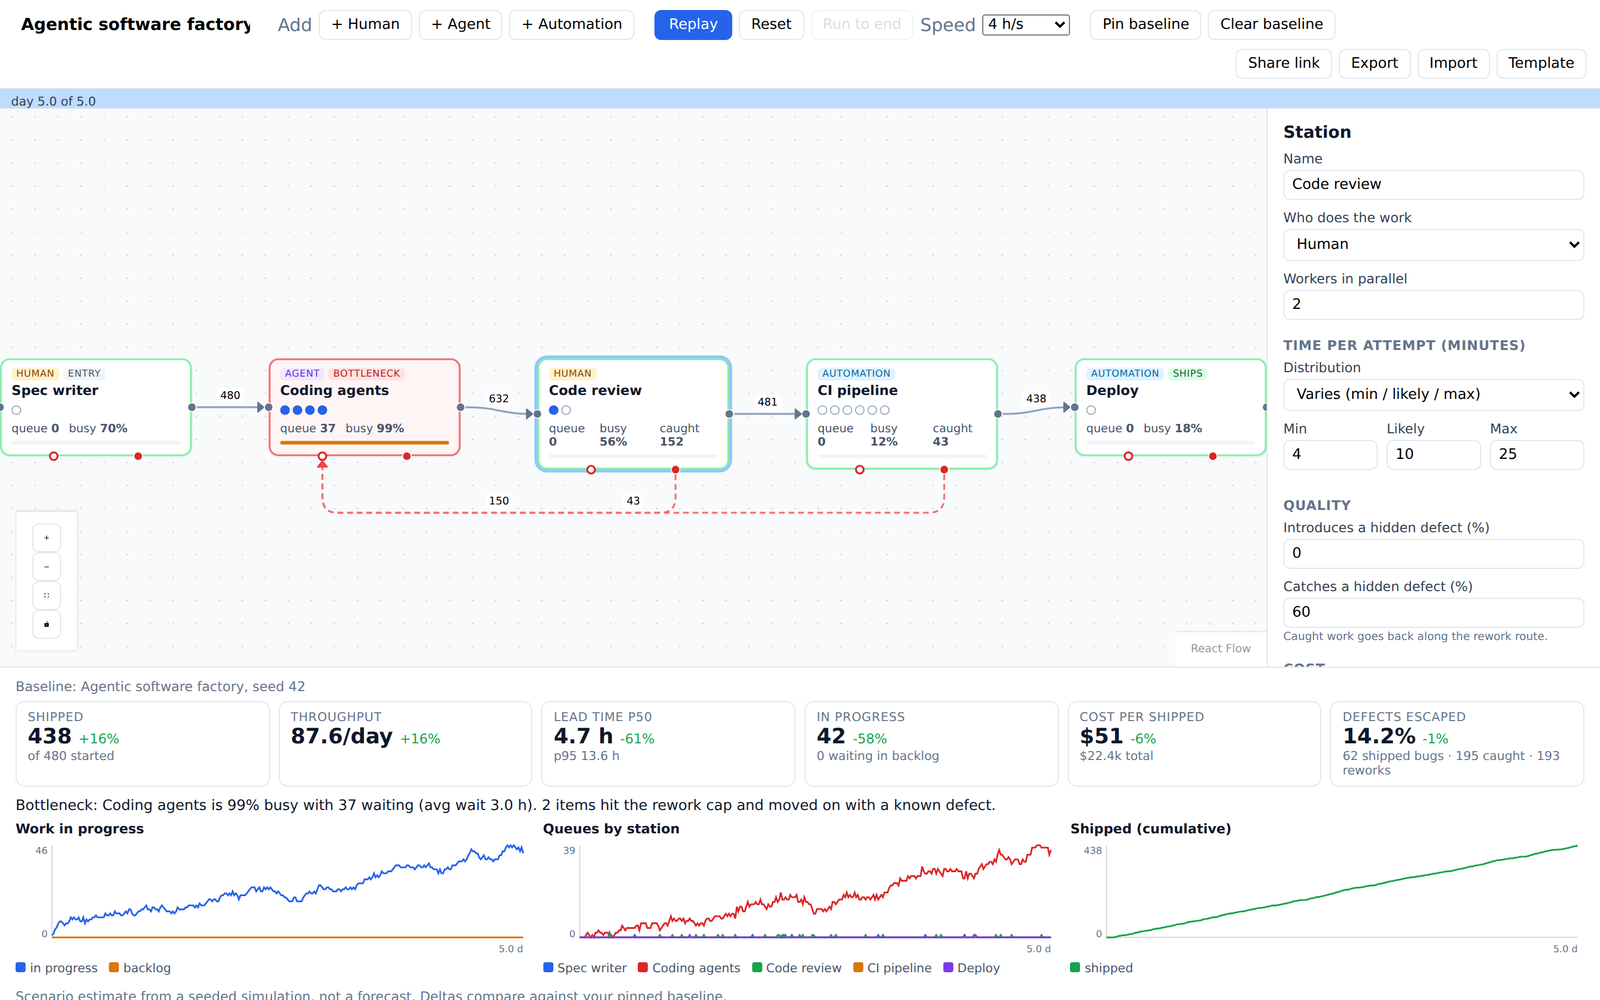 Agentic software factory Add + Human + Agent + Automation Replay Reset Run to end Speed 4 h/s Pin baseline Clear baseline
Share link Export Import Template
day 5.0 of 5.0
HUMAN ENTRY
Spec writer
queue 0 busy 70%
480
AGENT BOTTLENECK
Coding agents
queue 37 busy 99%
632
HUMAN
Code review
queue busy caught
0 56% 152
481
AUTOMATION
CI pipeline
queue busy caught
0 12% 43
438
AUTOMATION SHIPS
Deploy
queue 0 busy 18%
150 43
React Flow
Station
Name
Code review
Who does the work
Human
Workers in parallel
2
TIME PER ATTEMPT (MINUTES)
Distribution
Varies (min / likely / max)
Min Likely Max
4 10 25
QUALITY
Introduces a hidden defect (%)
0
Catches a hidden defect (%)
60
Caught work goes back along the rework route.
COST
Baseline: Agentic software factory, seed 42
SHIPPED
438 +16%
of 480 started
THROUGHPUT
87.6/day +16%
LEAD TIME P50
4.7 h -61%
p95 13.6 h
IN PROGRESS
42 -58%
0 waiting in backlog
COST PER SHIPPED
$51 -6%
$22.4k total
DEFECTS ESCAPED
14.2% -1%
62 shipped bugs · 195 caught · 193
reworks
Bottleneck: Coding agents is 99% busy with 37 waiting (avg wait 3.0 h). 2 items hit the rework cap and moved on with a known defect.
Work in progress
46
0
5.0 d
in progress backlog
Queues by station
39
0
5.0 d
Spec writer Coding agents Code review CI pipeline Deploy
Shipped (cumulative)
438
0
5.0 d
shipped
Scenario estimate from a seeded simulation, not a forecast. Deltas compare against your pinned baseline.